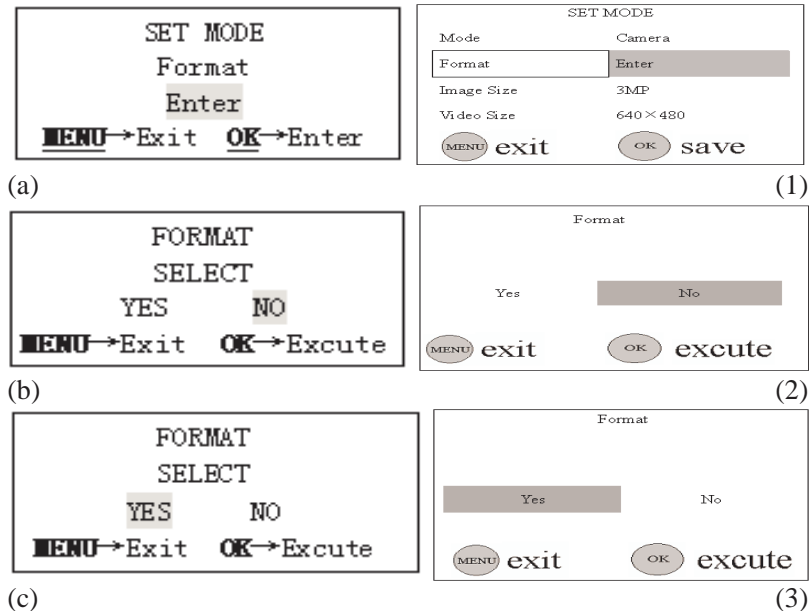 SET MODE
Format
Enter
MENU→Exit OK→Enter
(a)
SET MODE
Mode Camera
Format Enter
Image Size 3MP
Video Size 640×480
MENU exit OK save
(1)
FORMAT
SELECT
YES NO
MENU→Exit OK→Excute
(b)
Format
Yes No
MENU exit OK excute
(2)
FORMAT
SELECT
YES NO
MENU→Exit OK→Excute
(c)
Format
Yes No
MENU exit OK excute
(3)